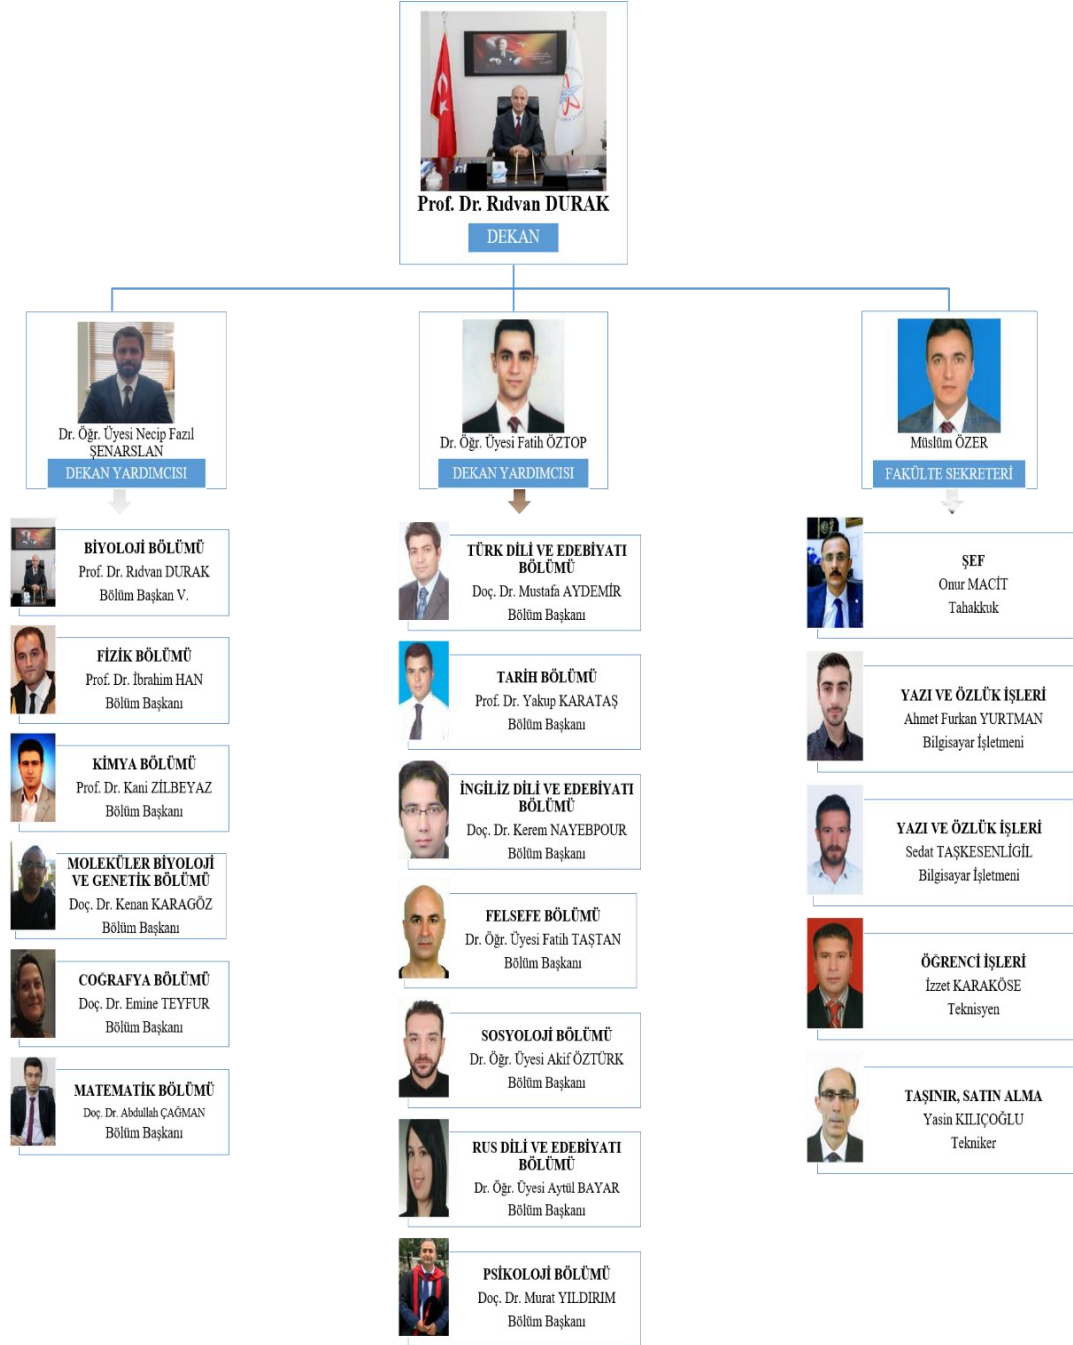 Prof. Dr. Rıdvan DURAK
DEKAN
Dr. Öğr. Üyesi Necip Fazıl
ŞENARSLAN
DEKAN YARDIMCISI
BİYOLOJİ BÖLÜMÜ
Prof. Dr. Rıdvan DURAK
Bölüm Başkan V.
FİZİK BÖLÜMÜ
Prof. Dr. İbrahim HAN
Bölüm Başkanı
KİMYA BÖLÜMÜ
Prof. Dr. Kani ZİLBEYAZ
Bölüm Başkanı
MOLEKÜLER BİYOLOJİ
VE GENETİK BÖLÜMÜ
Doç. Dr. Kenan KARAGÖZ
Bölüm Başkanı
COĞRAFYA BÖLÜMÜ
Doç. Dr. Emine TEYFUR
Bölüm Başkanı
MATEMATİK BÖLÜMÜ
Doç. Dr. Abdullah ÇAĞMAN
Bölüm Başkanı
Dr. Öğr. Üyesi Fatih ÖZTOP
DEKAN YARDIMCISI
TÜRK DİLİ VE EDEBİYATI
BÖLÜMÜ
Doç. Dr. Mustafa AYDEMİR
Bölüm Başkanı
TARİH BÖLÜMÜ
Prof. Dr. Yakup KARATAŞ
Bölüm Başkanı
İNGİLİZ DİLİ VE EDEBİYATI
BÖLÜMÜ
Doç. Dr. Kerem NAYEBPOUR
Bölüm Başkanı
FELSEFE BÖLÜMÜ
Dr. Öğr. Üyesi Fatih TAŞTAN
Bölüm Başkanı
SOSYOLOJİ BÖLÜMÜ
Dr. Öğr. Üyesi Akif ÖZTÜRK
Bölüm Başkanı
RUS DİLİ VE EDEBİYATI
BÖLÜMÜ
Dr. Öğr. Üyesi Aytül BAYAR
Bölüm Başkanı
PSİKOLOJİ BÖLÜMÜ
Doç. Dr. Murat YILDIRIM
Bölüm Başkanı
Müslüm ÖZER
FAKÜLTE SEKRETERİ
ŞEF
Onur MACİT
Tahakkuk
YAZI VE ÖZLÜK İŞLERİ
Ahmet Furkan YURTMAN
Bilgisayar İşletmeni
YAZI VE ÖZLÜK İŞLERİ
Sedat TAŞKESENLİGİL
Bilgisayar İşletmeni
ÖĞRENCİ İŞLERİ
İzzet KARAKÖSE
Teknisyen
TAŞINIR, SATIN ALMA
Yasin KILIÇOĞLU
Tekniker